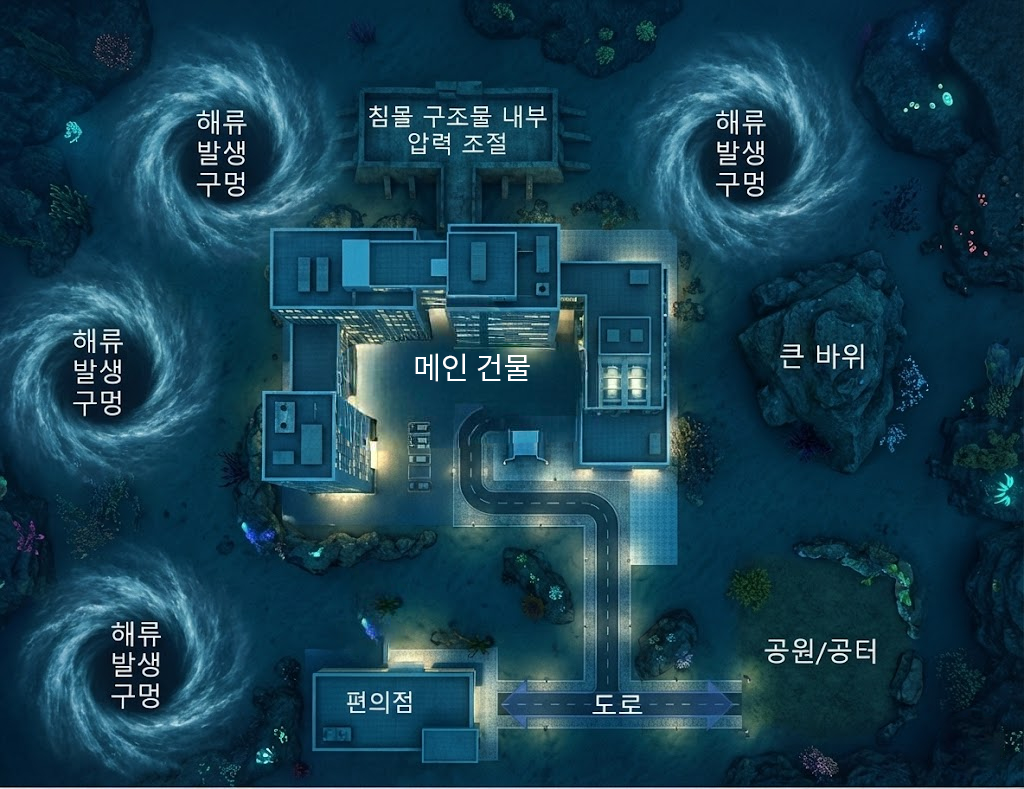 해류
발생
구멍
침몰 구조물 내부
압력 조절
해류
발생
구멍
해류
발생
구멍
메인 건물
큰 바위
해류
발생
구멍
공원/공터
편의점
도로